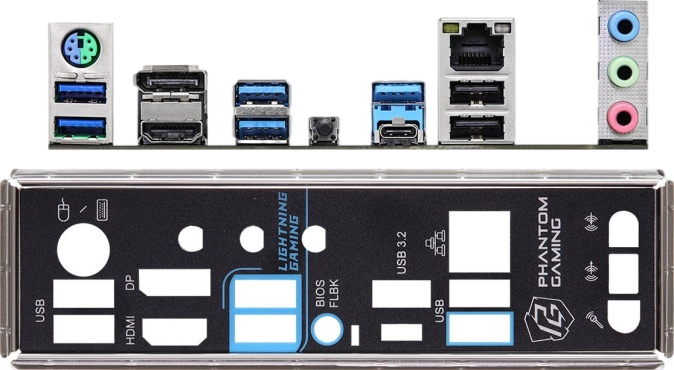 LIGHTNING
GAMING
PHANTOM
GAMING
USB
DP
HDMI
BIOS
FLBK
USB 3.2
USB